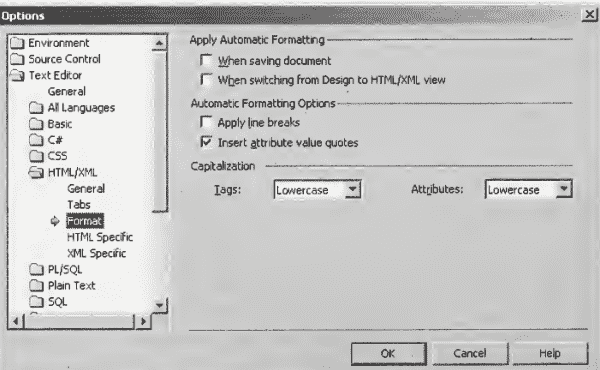 Options
Environment
Source Control
Text Editor
General
All Languages
Basic
C#
CSS
HTML/XML
General
Tabs
Format
HTML Specific
XML Specific
PL/SQL
Plain Text
SQL
Apply Automatic Formatting
When saving document
When switching from Design to HTML/XML view
Automatic Formatting Options
Apply line breaks
Insert attribute value quotes
Capitalization
Tags: Lowercase Attributes: Lowercase
OK Cancel Help